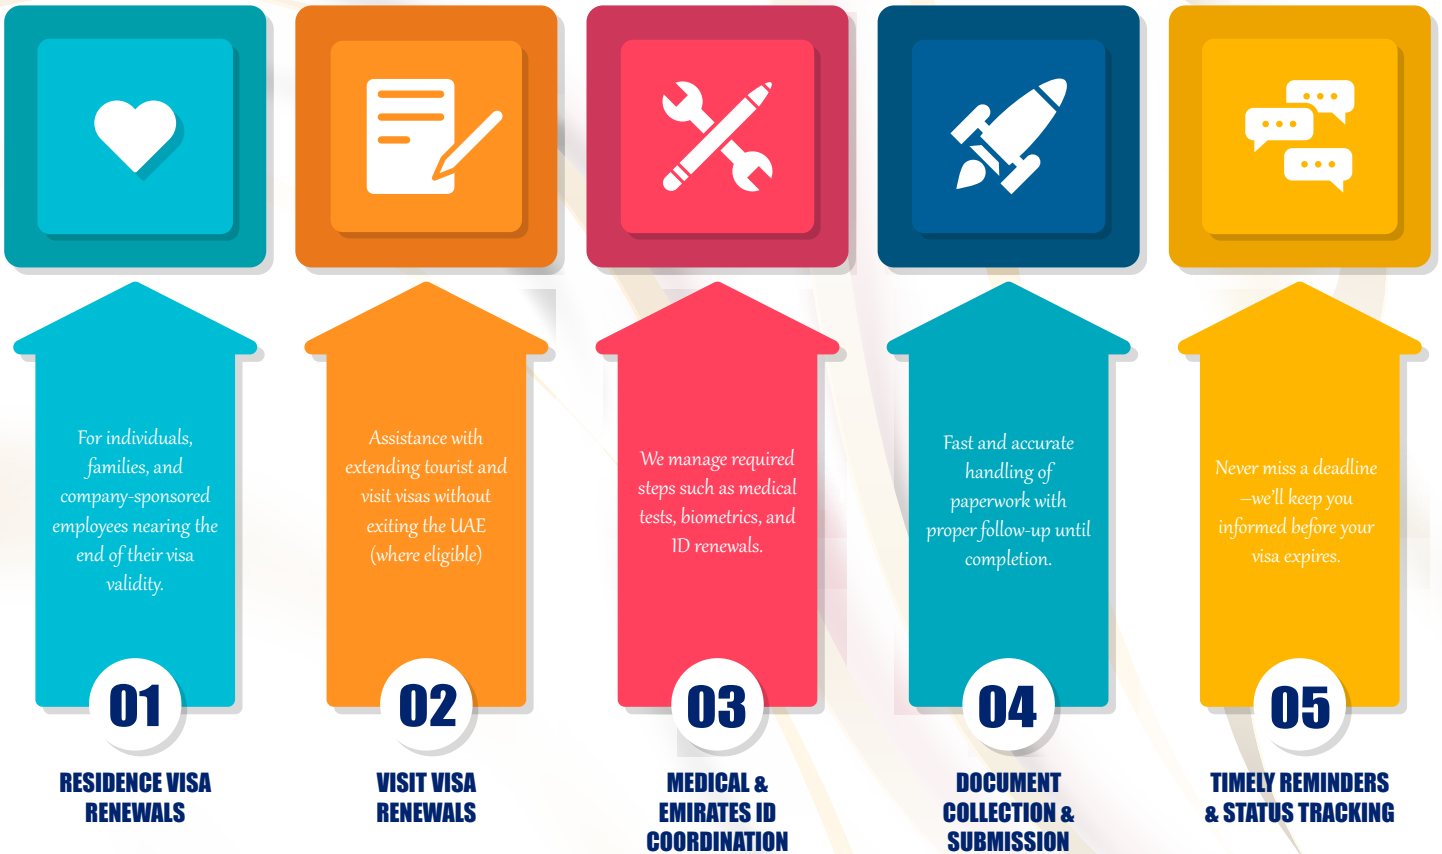 For individuals,
families, and
company-sponsored
employees nearing the
end of their visa
validity.
01
RESIDENCE VISA
RENEWALS
Assistance with
extending tourist and
visit visas without
exiting the UAE
(where eligible)
02
VISIT VISA
RENEWALS
We manage required
steps such as medical
tests, biometrics, and
ID renewals.
03
MEDICAL &
EMIRATES ID
COORDINATION
Fast and accurate
handling of
paperwork with
proper follow-up until
completion.
04
DOCUMENT
COLLECTION &
SUBMISSION
Never miss a deadline
—we'll keep you
informed before your
visa expires.
05
TIMELY REMINDERS
& STATUS TRACKING